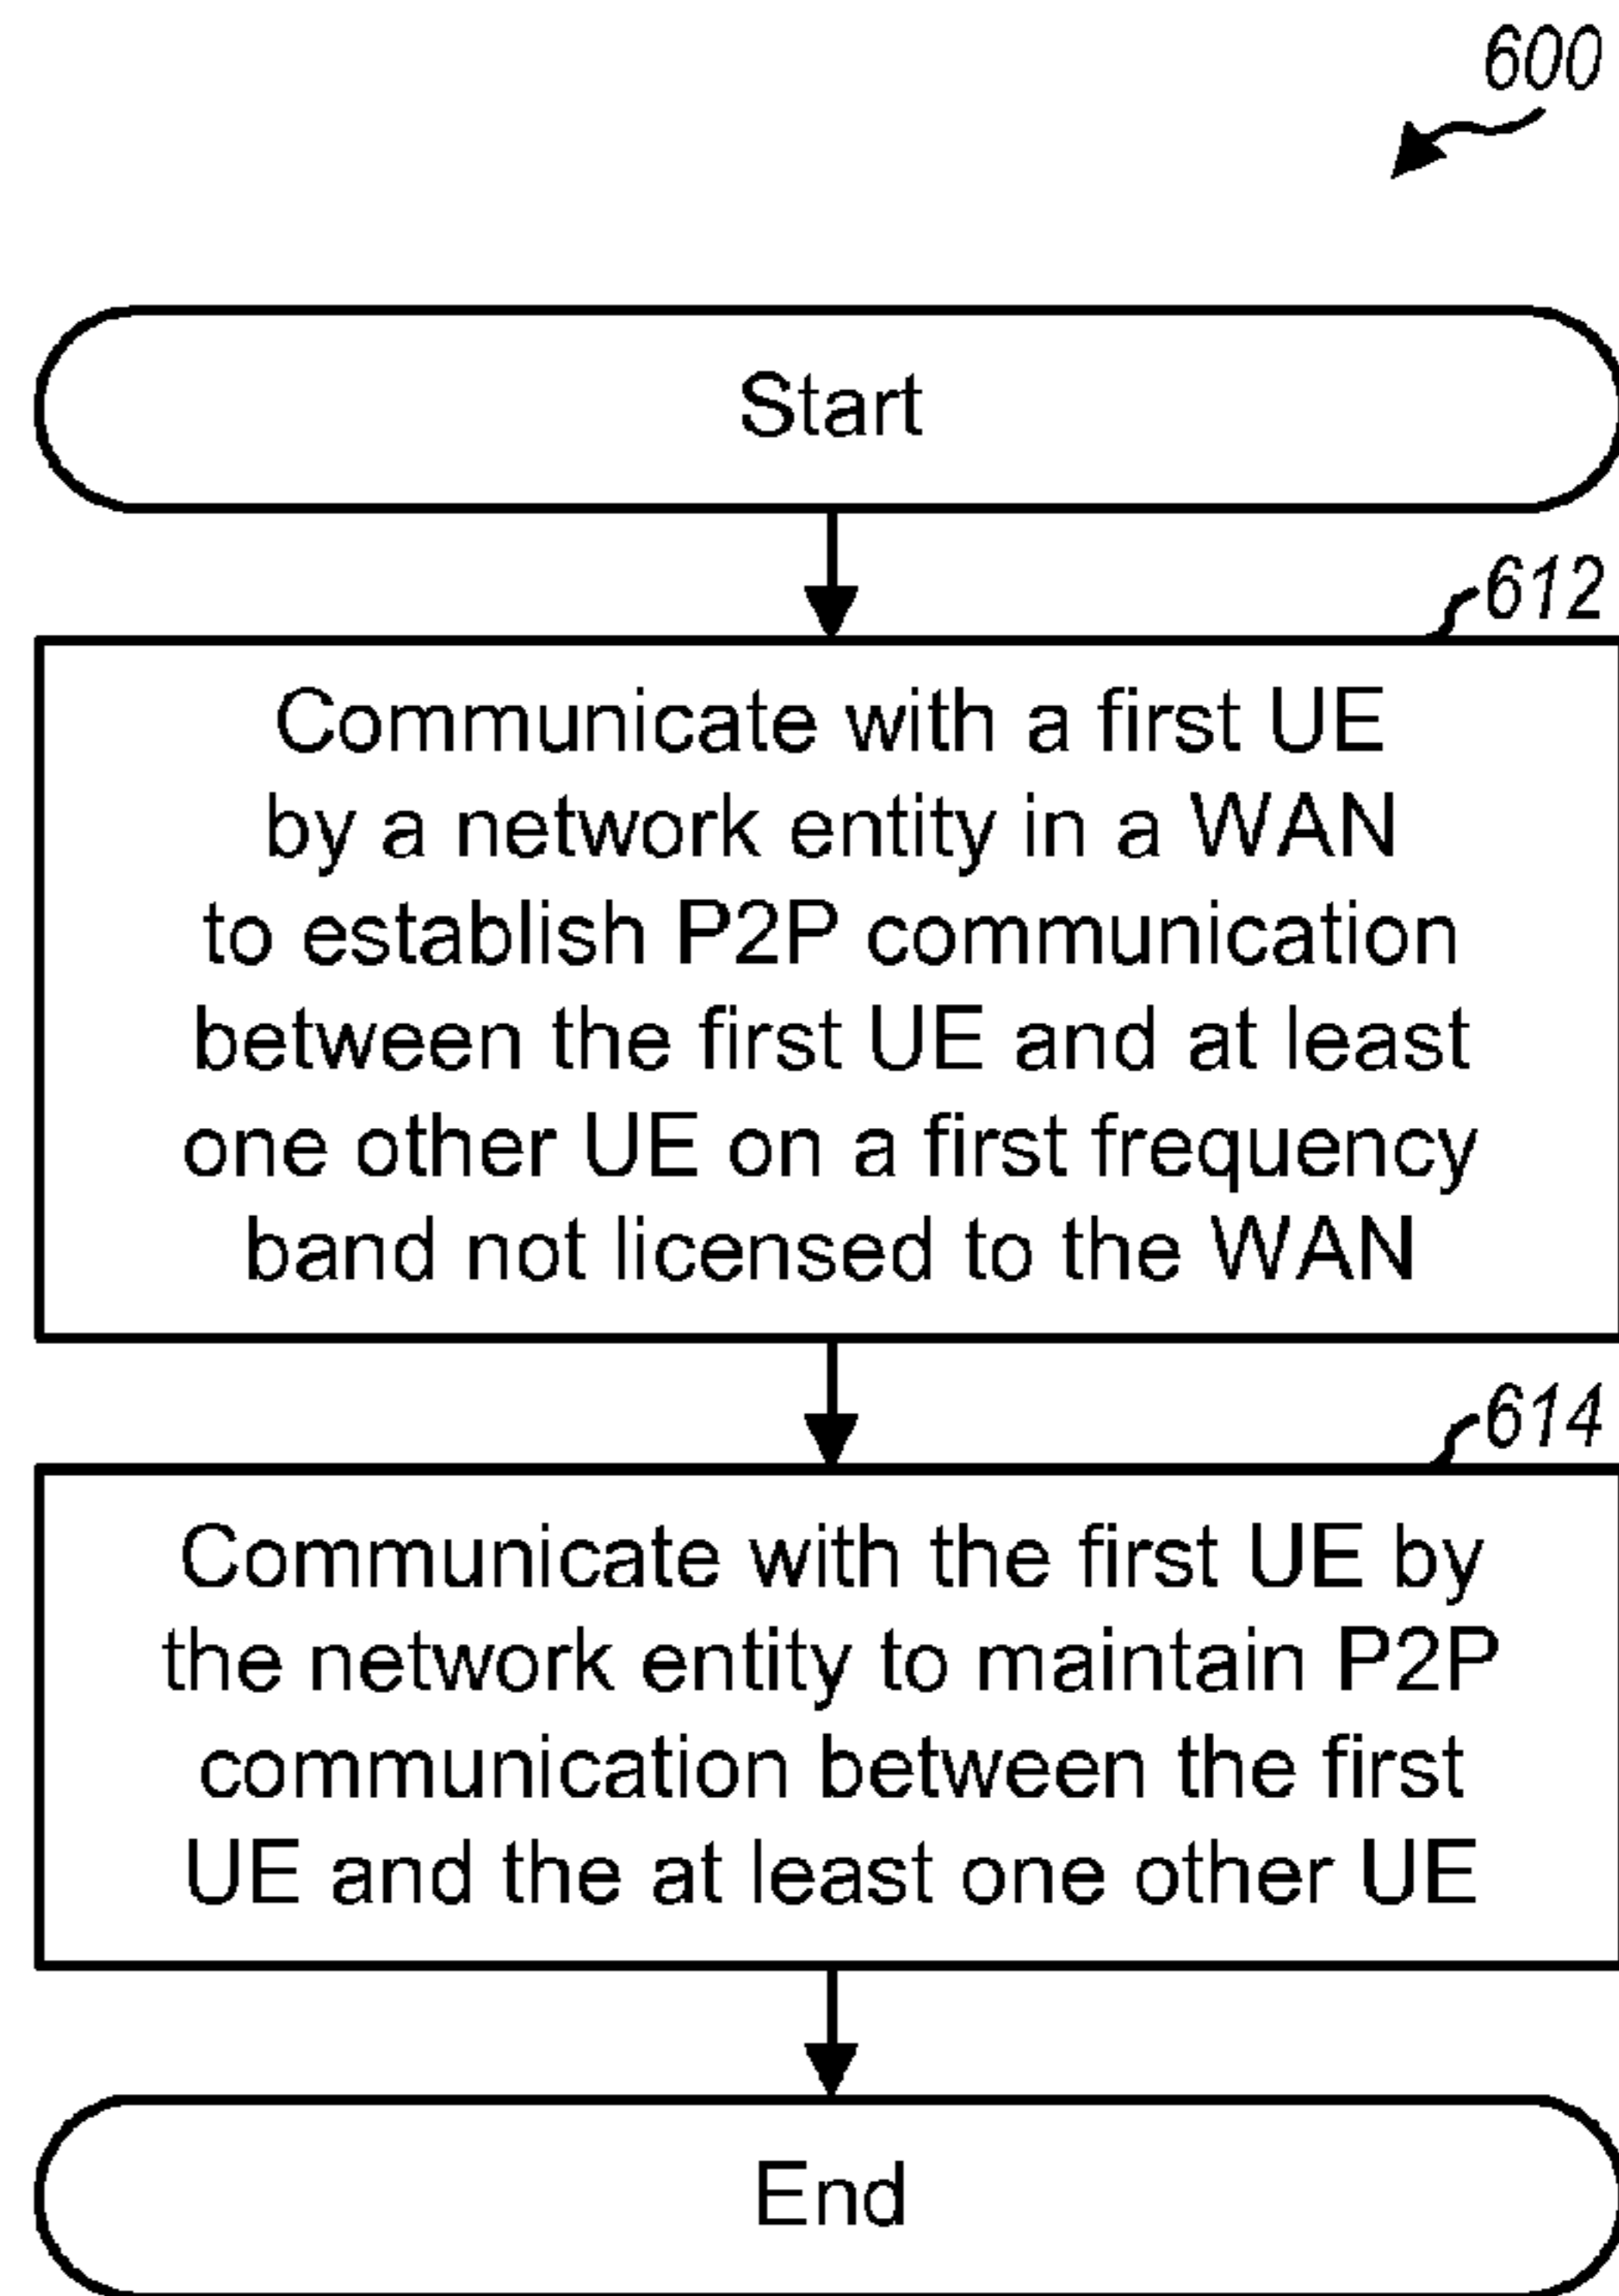 600
Start
612
Communicate with a first UE
by a network entity in a WAN
to establish P2P communication
between the first UE and at least
one other UE on a first frequency
band not licensed to the WAN
614
Communicate with the first UE by
the network entity to maintain P2P
communication between the first
UE and the at least one other UE
End